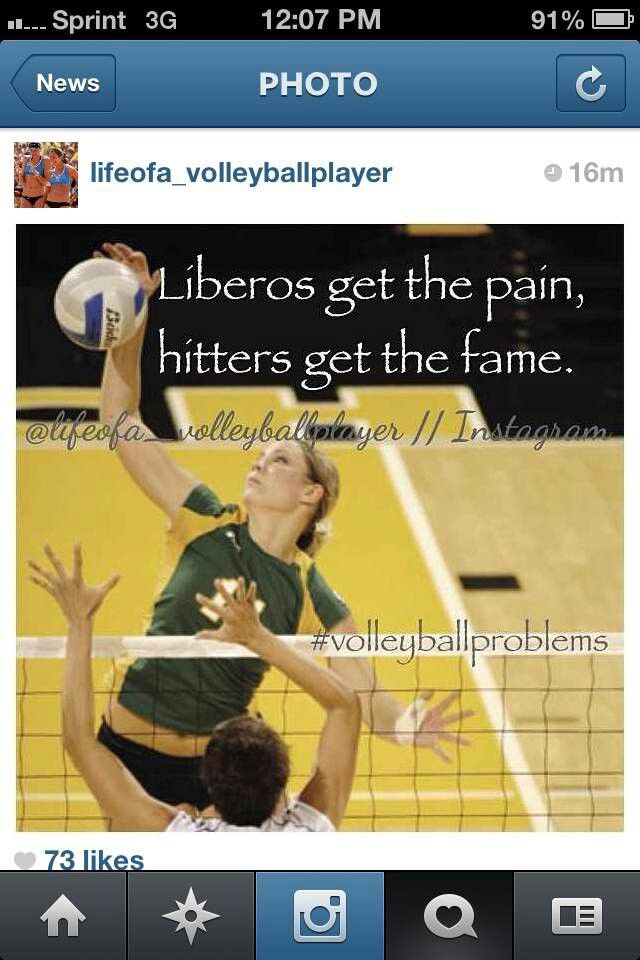 Sprint 3G 12:07 PM 91%
News PHOTO
lifeofa_volleyballplayer 16m
Liberos get the pain,
hitters get the fame.
@lifeofa_volleyballplayer // Instagram
#volleyballproblems
73 likes